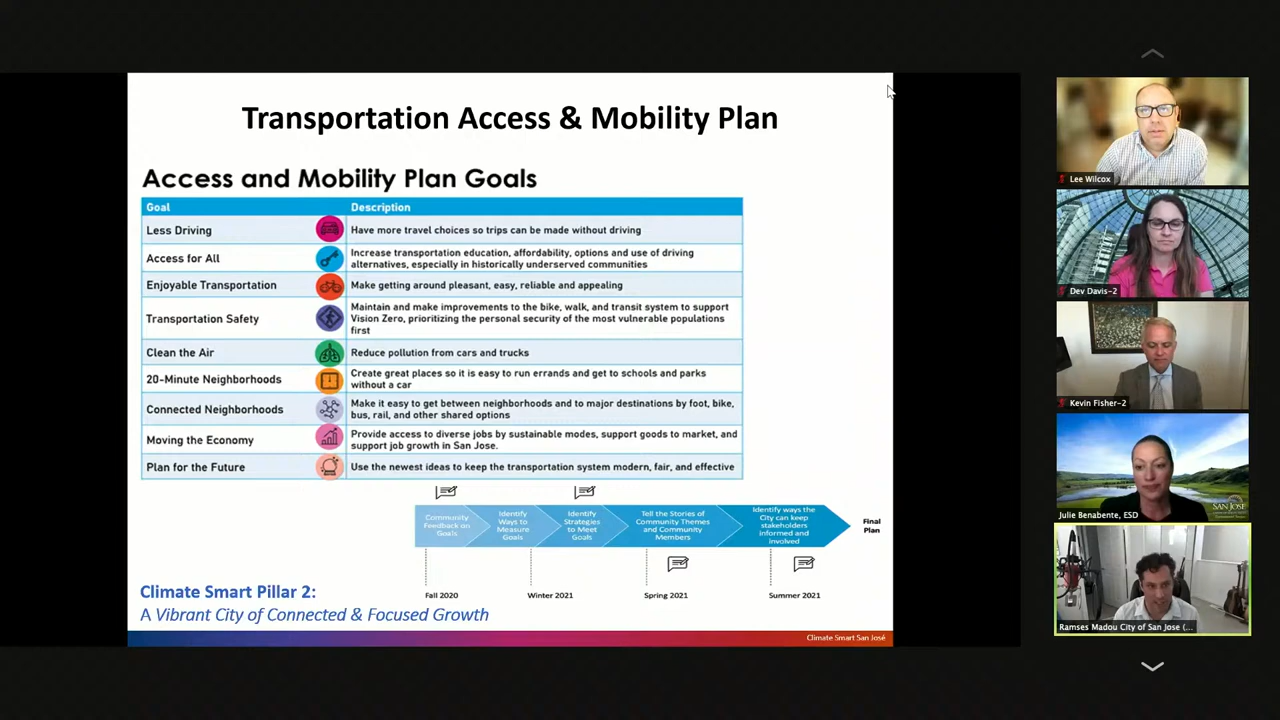 Transportation Access & Mobility Plan
Access and Mobility Plan Goals
Goal Description
Less Driving Have more travel choices so trips can be made without driving
Access for All Increase transportation education, affordability, options and use of driving
alternatives, especially in historically underserved communities
Enjoyable Transportation Make getting around pleasant, easy, reliable and appealing
Transportation Safety Maintain and make improvements to the bike, walk, and transit system to support
Vision Zero, prioritizing the personal security of the most vulnerable populations
first
Clean the Air Reduce pollution from cars and trucks
20-Minute Neighborhoods Create great places so it is easy to run errands and get to schools and parks
without a car
Connected Neighborhoods Make it easy to get between neighborhoods and to major destinations by foot, bike,
bus, rail, and other shared options
Moving the Economy Provide access to diverse jobs by sustainable modes, support goods to market, and
support job growth in San Jose.
Plan for the Future Use the newest ideas to keep the transportation system modern, fair, and effective
Community
Feedback on
Goals
Identify
Ways to
Measure
Goals
Identify
Strategies
to Meet
Goals
Tell the Stories of
Community Themes
and Community
Members
Identify ways the
City can keep
stakeholders
informed and
involved
Final
Plan
Fall 2020
Winter 2021
Spring 2021
Summer 2021
Climate Smart Pillar 2:
A Vibrant City of Connected & Focused Growth
Climate Smart San José
Lee Wilcox
Dev Davis-2
Kevin Fisher-2
Julie Benabente, ESD
SAN JOSE
Ramses Madou City of San Jose (...